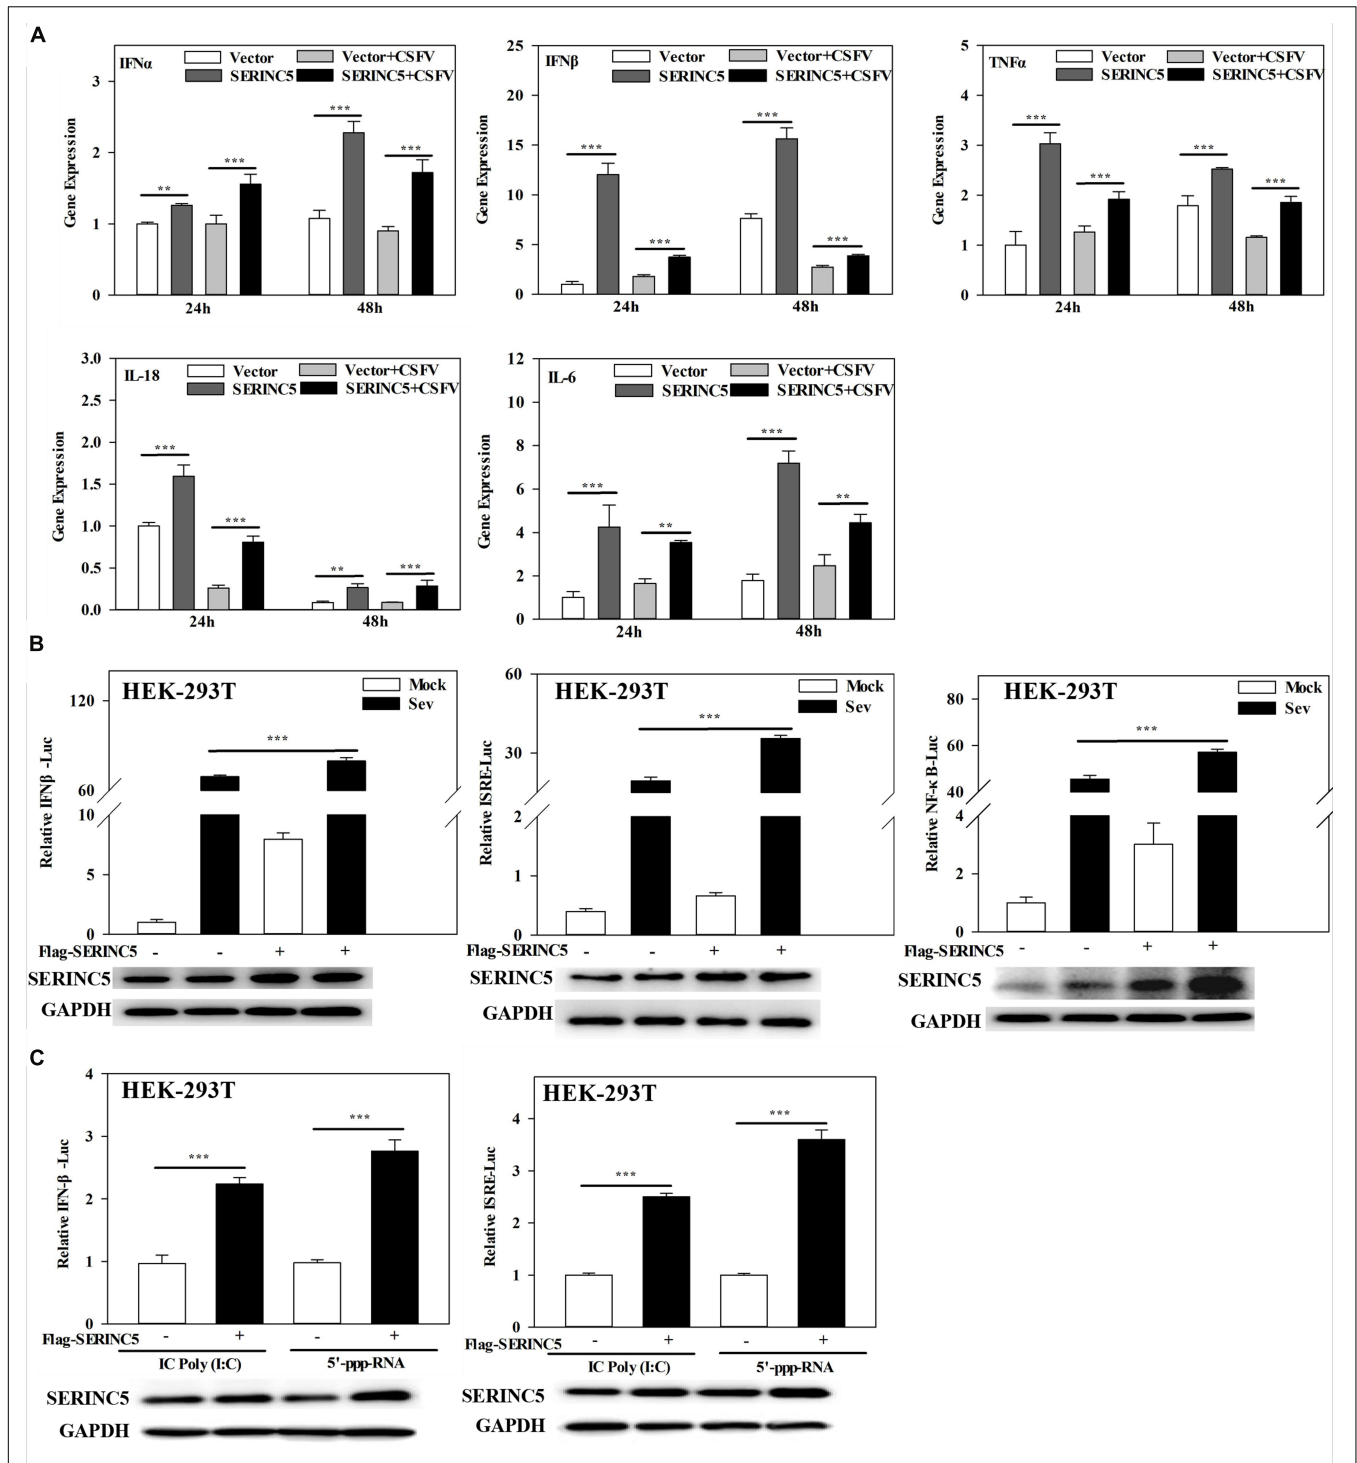 A
IFNα
Vector
Vector+CSFV
SERINC5
SERINC5+CSFV
Gene Expression
3
2
1
0
**
***
***
***
24h
48h
IFNβ
Vector
Vector+CSFV
SERINC5
SERINC5+CSFV
Gene Expression
25
20
15
10
5
0
***
***
***
***
24h
48h
TNFα
Vector
Vector+CSFV
SERINC5
SERINC5+CSFV
Gene Expression
5
4
3
2
1
0
***
***
***
***
24h
48h
IL-18
Vector
Vector+CSFV
SERINC5
SERINC5+CSFV
Gene Expression
3.0
2.5
2.0
1.5
1.0
0.5
0.0
***
***
**
***
24h
48h
IL-6
Vector
Vector+CSFV
SERINC5
SERINC5+CSFV
Gene Expression
12
10
8
6
4
2
0
***
**
***
**
24h
48h
B
HEK-293T
Mock
Sev
Relative IFNβ -Luc
120
60
10
5
0
***
Flag-SERINC5 - - + +
SERINC5
GAPDH
HEK-293T
Mock
Sev
Relative ISRE-Luc
60
30
2
1
0
***
Flag-SERINC5 - - + +
SERINC5
GAPDH
HEK-293T
Mock
Sev
Relative NF-κ B-Luc
80
60
40
4
2
0
***
Flag-SERINC5 - - + +
SERINC5
GAPDH
C
HEK-293T
Relative IFN-β -Luc
4
3
2
1
0
***
***
Flag-SERINC5 - + - +
IC Poly (I:C) 5'-ppp-RNA
SERINC5
GAPDH
HEK-293T
Relative ISRE-Luc
4
3
2
1
0
***
***
Flag-SERINC5 - + - +
IC Poly (I:C) 5'-ppp-RNA
SERINC5
GAPDH